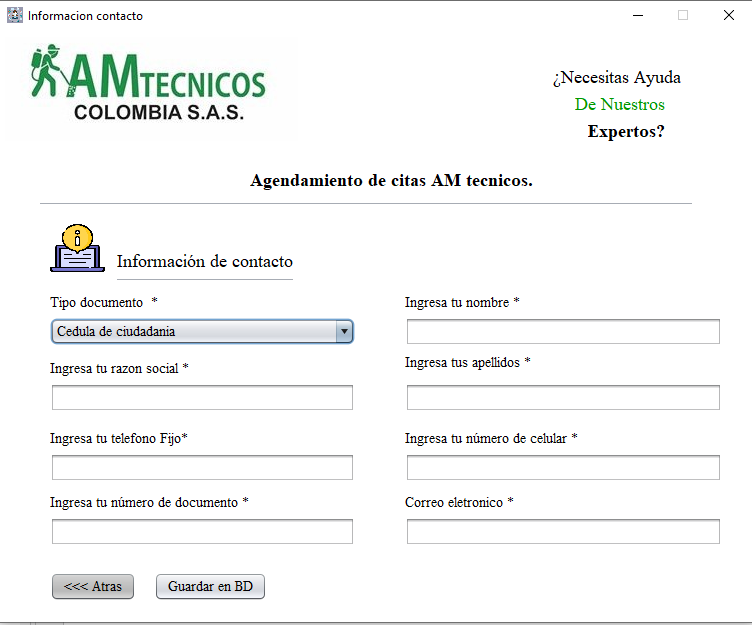 Informacion contacto
AMTECNICOS
COLOMBIA S.A.S.
¿Necesitas Ayuda
De Nuestros
Expertos?
Agendamiento de citas AM tecnicos.
Información de contacto
Tipo documento *
Ingresa tu nombre *
Cedula de ciudadania
Ingresa tu razon social *
Ingresa tus apellidos *
Ingresa tu telefono Fijo*
Ingresa tu número de celular *
Ingresa tu número de documento *
Correo eletronico *
<<< Atras
Guardar en BD